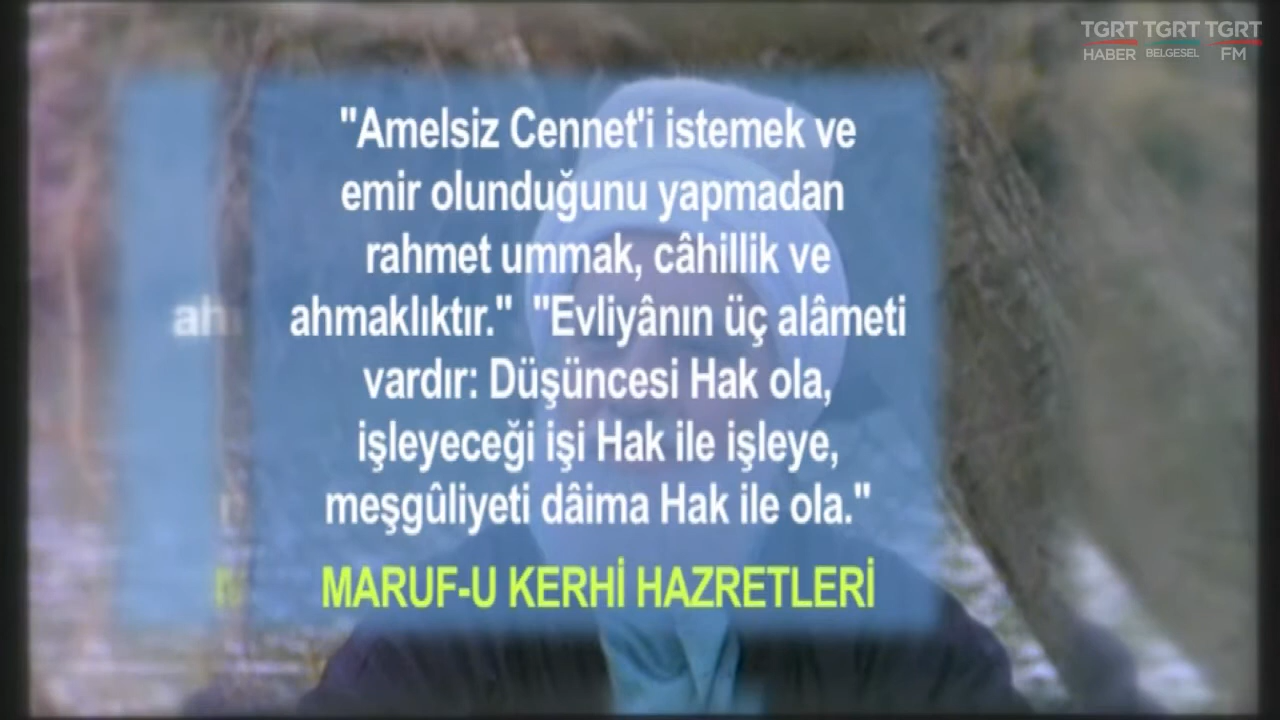 TGRT TGRT TGRT
HABER BELGESEL FM
"Amelsiz Cennet'i istemek ve
emir olunduğunu yapmadan
rahmet ummak, câhillik ve
ahmaklıktır." "Evliyânın üç alâmeti
vardır: Düşüncesi Hak ola,
işleyeceği işi Hak ile işleye,
meşgûliyeti dâima Hak ile ola."
MARUF-U KERHİ HAZRETLERİ